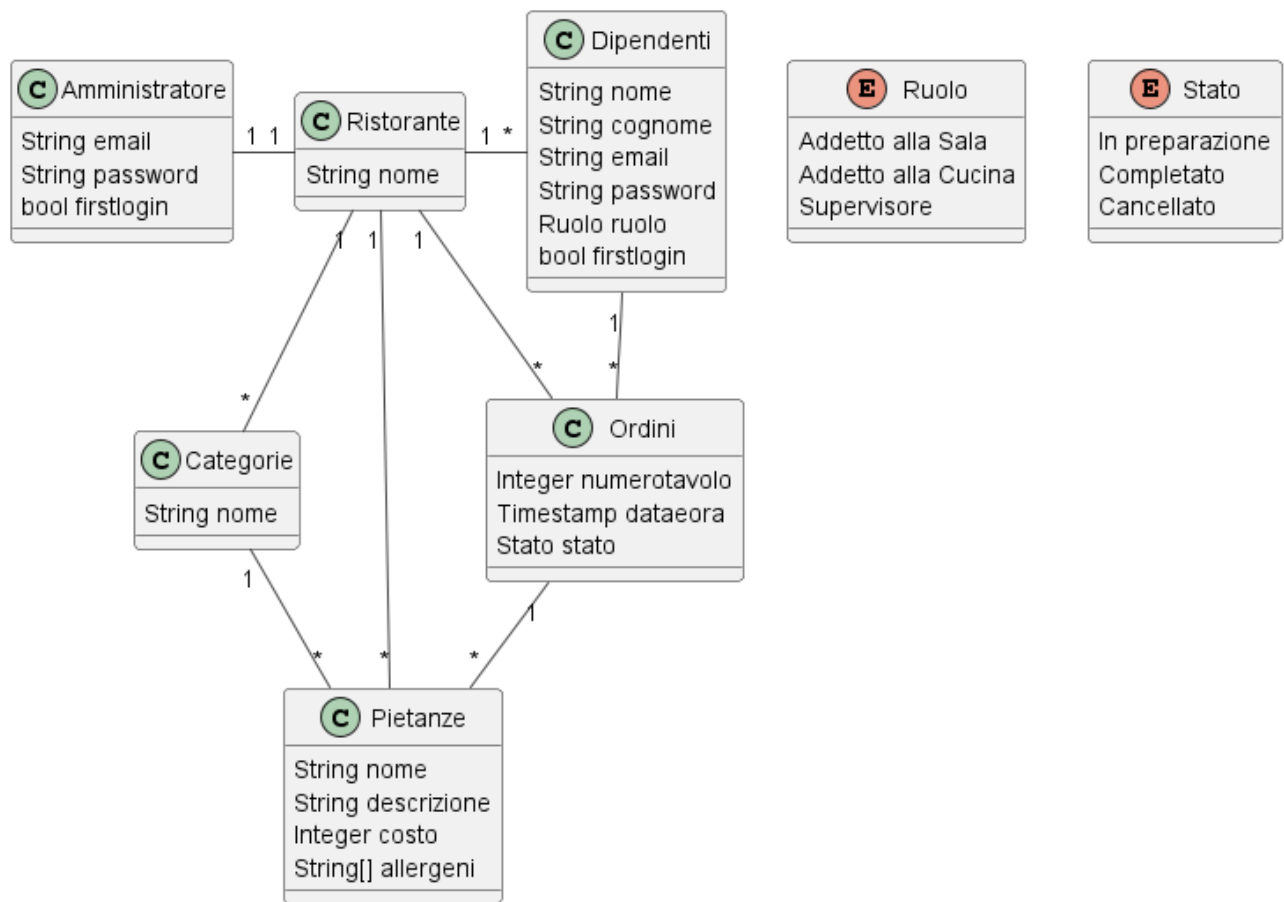 C Amministratore
String email
String password
bool firstlogin
1 1
C Ristorante
String nome
1 *
C Dipendenti
String nome
String cognome
String email
String password
Ruolo ruolo
bool firstlogin
E Ruolo
Addetto alla Sala
Addetto alla Cucina
Supervisore
E Stato
In preparazione
Completato
Cancellato
1 1 1
1
* * *
C Categorie
String nome
C Ordini
Integer numerotavolo
Timestamp dataeora
Stato stato
1 1
* * *
C Pietanze
String nome
String descrizione
Integer costo
String[] allergeni